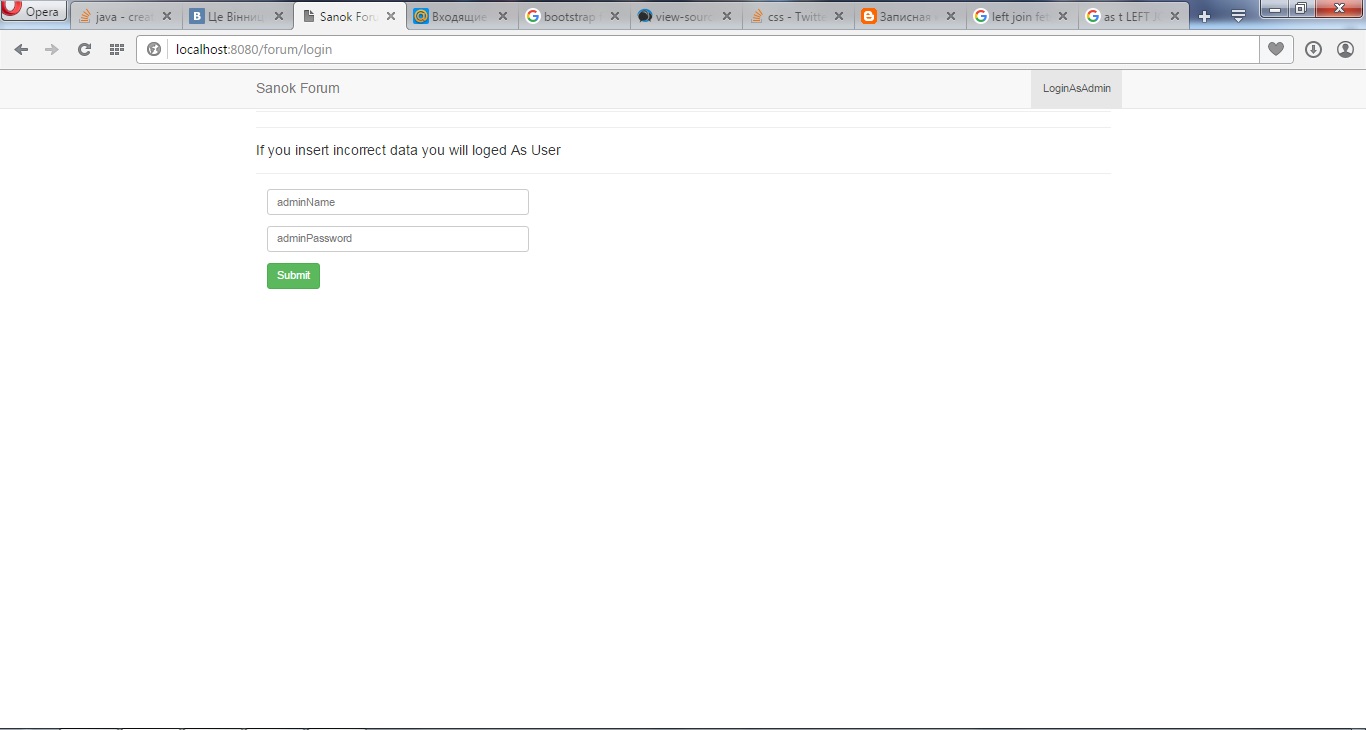 Opera
java - creat
Це Вінниц
Sanok Foru
Входящие
bootstrap
view-sourc
css - Twitte
Записная
left join fet
as t LEFT JO
localhost:8080/forum/login
Sanok Forum
LoginAsAdmin
If you insert incorrect data you will loged As User
adminName
adminPassword
Submit